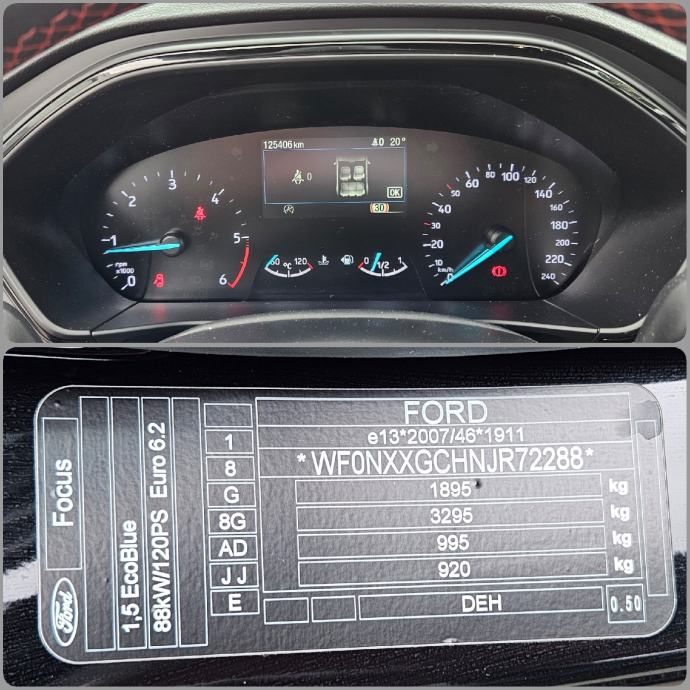 125406 km
0 20°
0
OK
30
0 1 2 3 4 5 6
rpm
x1000
°C 120
0 1/2 1
0 10 20 30 40 50 60 80 100 120 140 160 180 200 220 240
km/h
FORD
e13*2007/46*1911
*WF0NXXGCHNJR72288*
1895 kg
3295 kg
995 kg
920 kg
DEH 0.50
1
8
G
8G
AD
JJ
E
Focus
Ford
1,5 EcoBlue
88kW/120PS Euro 6.2